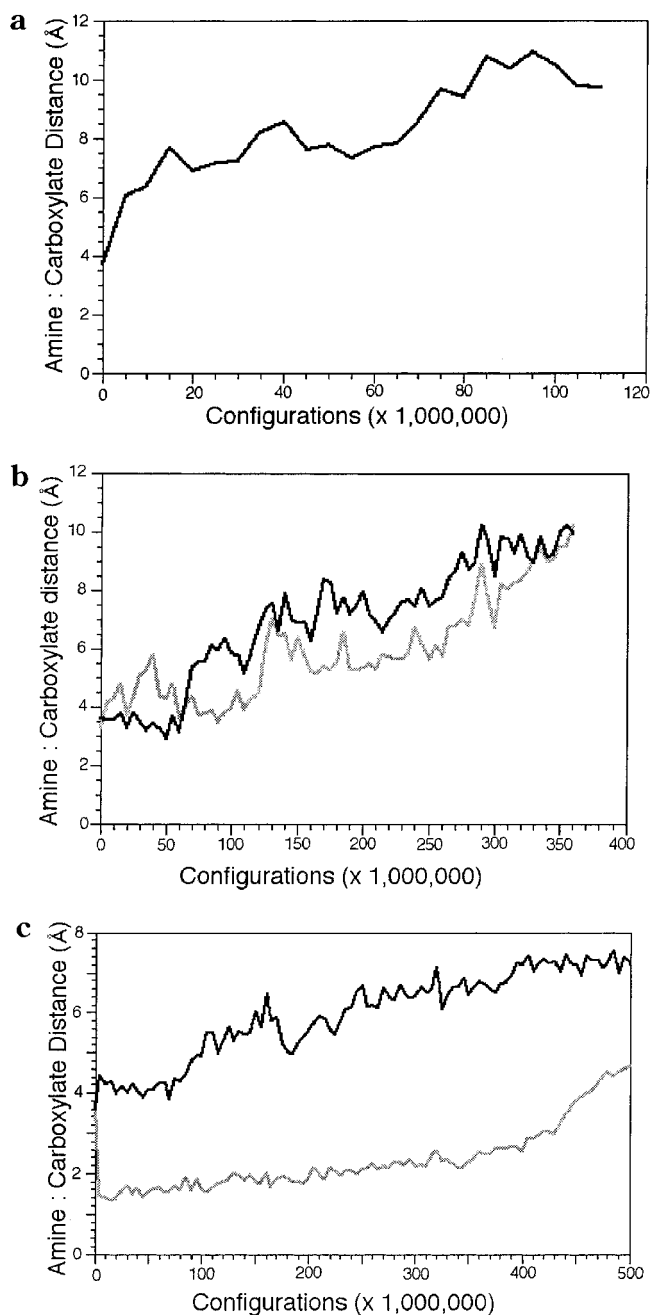 a
Amine : Carboxylate Distance (Å)
12
10
8
6
4
2
0
0 20 40 60 80 100 120
Configurations (x 1,000,000)
b
Amine : Carboxylate distance (Å)
12
10
8
6
4
2
0
0 50 100 150 200 250 300 350 400
Configurations (x 1,000,000)
c
Amine : Carboxylate Distance (Å)
8
6
4
2
0
0 100 200 300 400 500
Configurations (x 1,000,000)